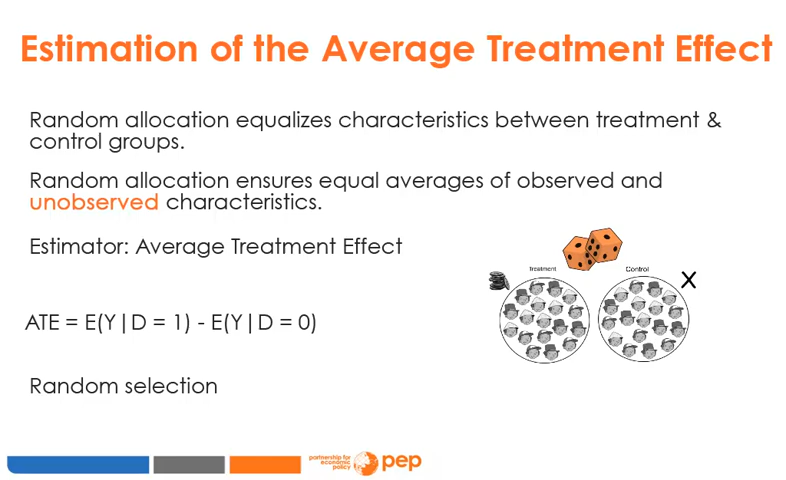 Estimation of the Average Treatment Effect
Random allocation equalizes characteristics between treatment &
control groups.
Random allocation ensures equal averages of observed and
unobserved characteristics.
Estimator: Average Treatment Effect
Treatment
Control
X
ATE = E(Y|D = 1) - E(Y|D = 0)
Random selection
partnership for
economic
policy
pep